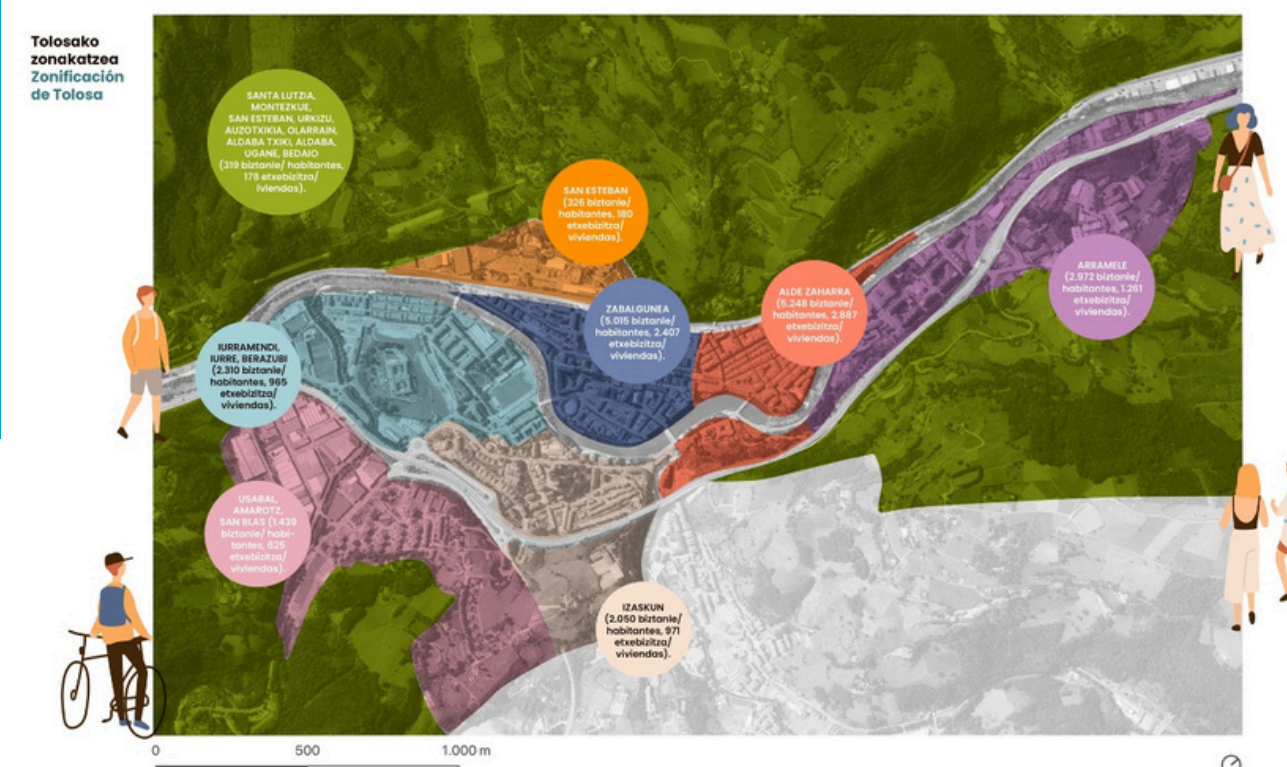 Tolosako
zonakatzea
Zonificación
de Tolosa
SANTA LUTZIA,
MONTEZKUE,
SAN ESTEBAN, URKIZU,
AUZOTXIKIA, OLARRAIN,
ALDABA TXIKI, ALDABA,
UGANE, BEDAIO
(319 biztanle/ habitantes,
178 etxebizitza/
iviendas).
SAN ESTEBAN
(326 biztanle/
habitantes, 180
etxebizitza/
viviendas).
ZABALGUNEA
(5.015 biztanle/
habitantes, 2.407
etxebizitza/
viviendas).
ALDE ZAHARRA
(5.248 biztanle/
habitantes, 2.887
etxebizitza/
viviendas).
ARRAMELE
(2.972 biztanle/
habitantes, 1.261
etxebizitza/
viviendas).
IURRAMENDI,
IURRE, BERAZUBI
(2.310 biztanle/
habitantes, 965
etxebizitza/
viviendas).
USABAL,
AMAROTZ,
SAN BLAS (1.439
biztanle/ habi-
tantes, 625
etxebizitza/
viviendas).
IZASKUN
(2.050 biztanle/
habitantes, 971
etxebizitza/
viviendas).
0 500 1.000 m